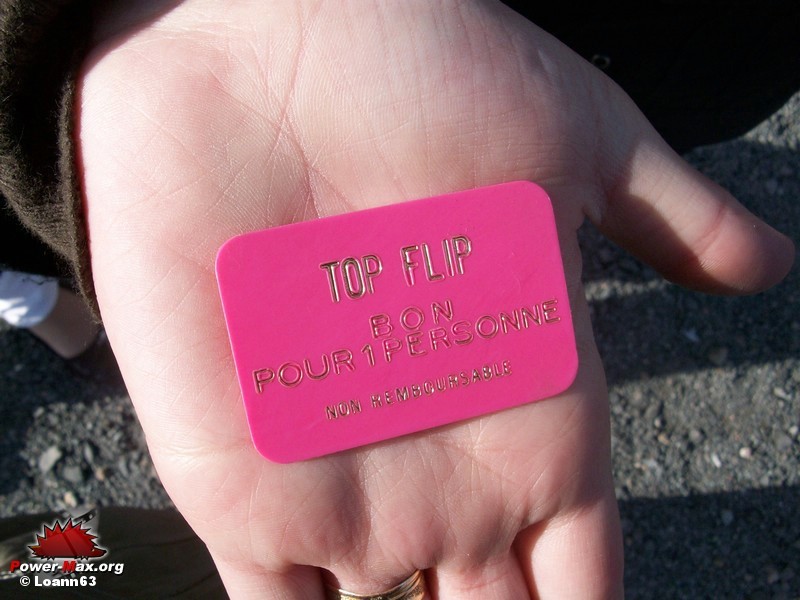 TOP FLIP
BON
POUR 1 PERSONNE
NON REMBOURSABLE
Power-Max.org
© Loann63